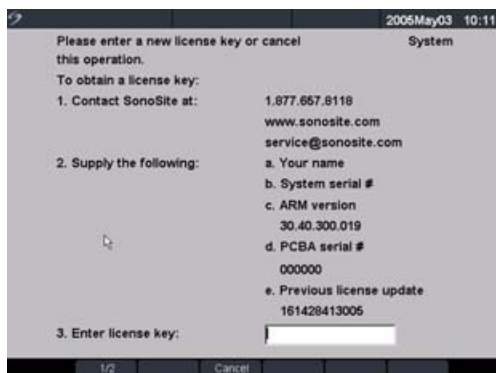 2005May03 10:11
Please enter a new license key or cancel System
this operation.
To obtain a license key:
1. Contact SonoSite at: 1.877.657.8118
www.sonosite.com
service@sonosite.com
2. Supply the following: a. Your name
b. System serial #
c. ARM version
30.40.300.019
d. PCBA serial #
000000
e. Previous license update
161428413005
3. Enter license key:
1/2 Cancel